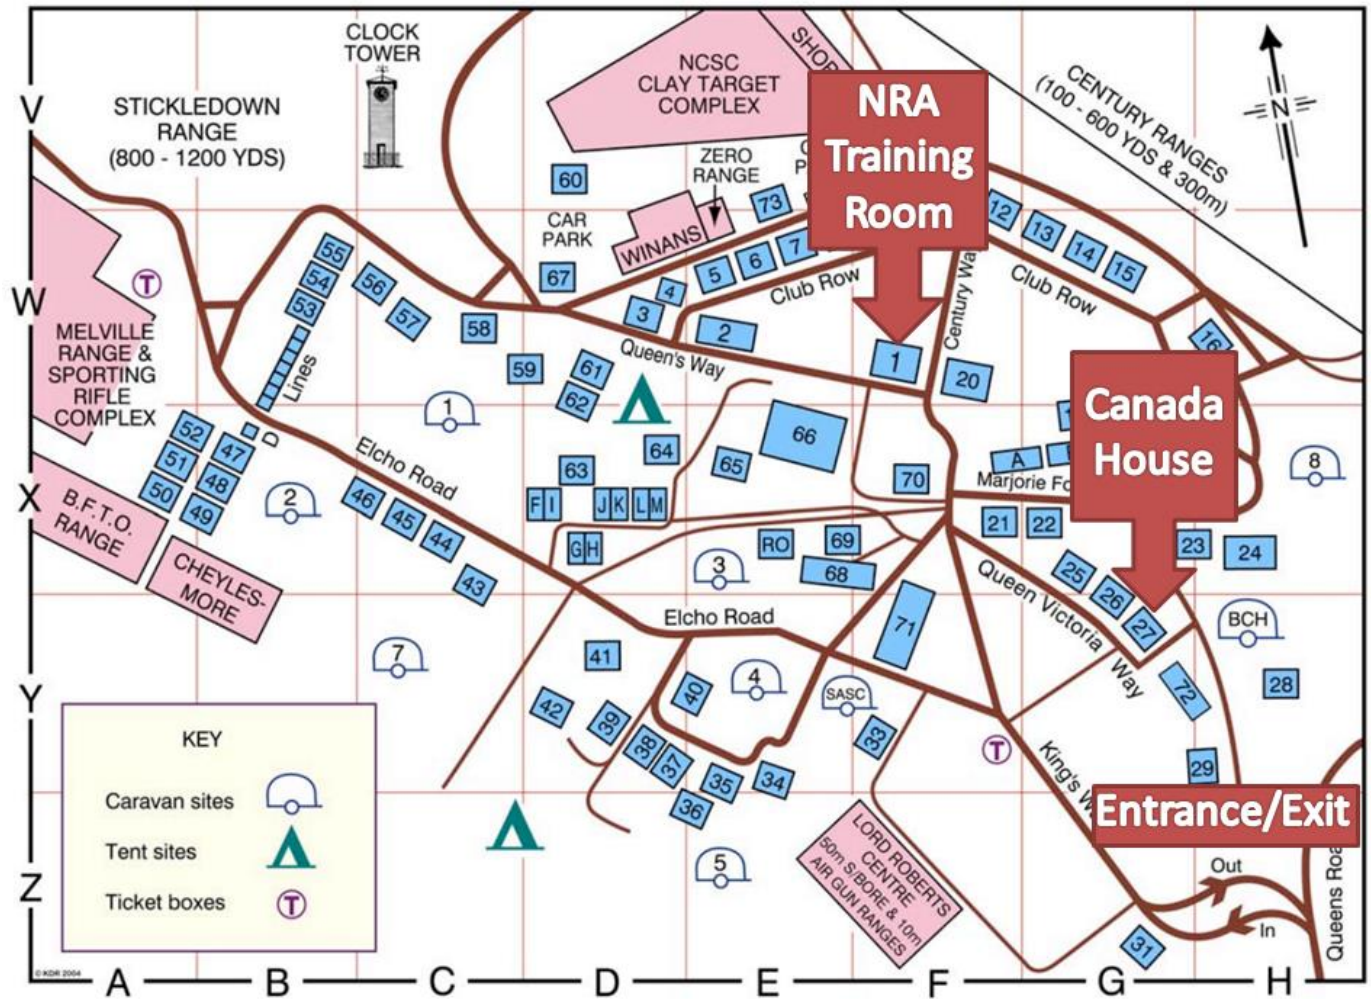 CLOCK
TOWER
STICKLEDOWN
RANGE
(800 - 1200 YDS)
V
NCSC
CLAY TARGET
COMPLEX
NRA
Training
Room
CENTURY RANGES
(100 - 600 YDS & 300m)
N
60
CAR
PARK
ZERO
RANGE
WINANS
73
12
13
14
15
16
5
6
7
Club Row
Club Row
Century Way
W
T
MELVILLE
RANGE &
SPORTING
RIFLE
COMPLEX
55
54
53
56
57
58
59
67
4
3
2
1
20
Queen's Way
Lines
D
61
62
1
Canada
House
66
65
64
63
70
A
Marjorie
8
52
51
50
49
47
48
2
Elcho Road
46
45
44
43
F I
J K
L M
G H
X
B.F.T.O.
RANGE
CHEYLES-
MORE
3
RO
69
68
21
22
23
24
25
26
27
Queen Victoria
Way
BCH
71
Elcho Road
7
41
42
40
4
SASC
72
28
Y
39
38
37
36
35
34
33
T
29
King's
Entrance/Exit
KEY
Caravan sites
Tent sites
Ticket boxes
T
5
LORD ROBERTS
CENTRE
50m S/BORE & 10m
AIR GUN RANGES
Z
Out
In
31
Queens
© KDR 2004
A B C D E F G H